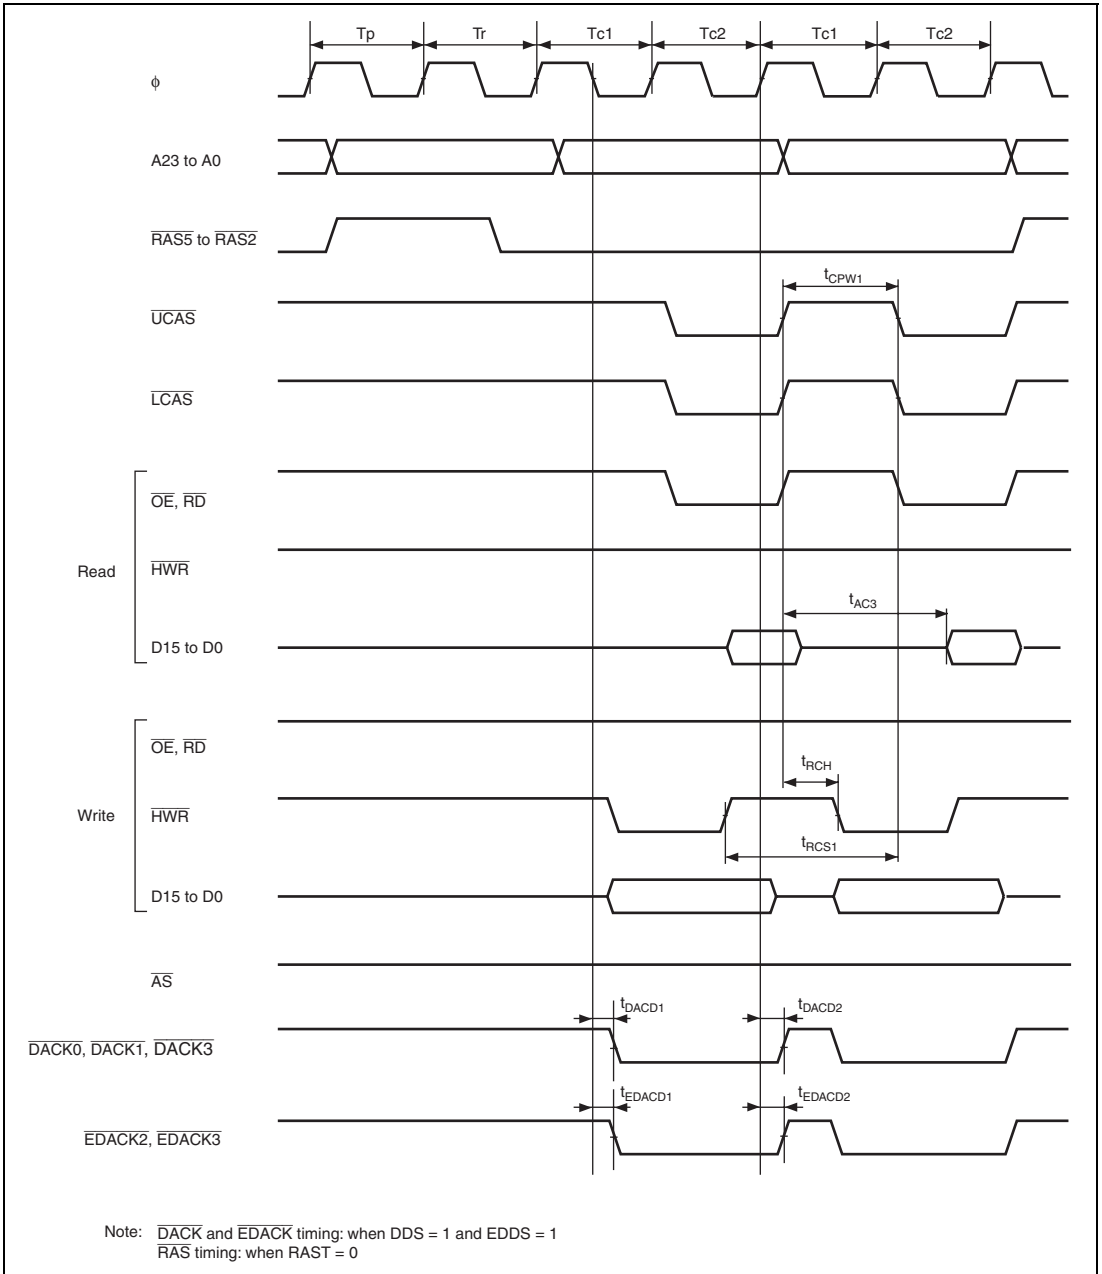 Tp Tr Tc1 Tc2 Tc1 Tc2
ϕ
A23 to A0
RAS5 to RAS2
tCPW1
UCAS
LCAS
OE, RD
Read
HWR
tAC3
D15 to D0
OE, RD
tRCH
Write
HWR
tRCS1
D15 to D0
AS
tDACD1 tDACD2
DACK0, DACK1, DACK3
tEDACD1 tEDACD2
EDACK2, EDACK3
Note: DACK and EDACK timing: when DDS = 1 and EDDS = 1
RAS timing: when RAST = 0